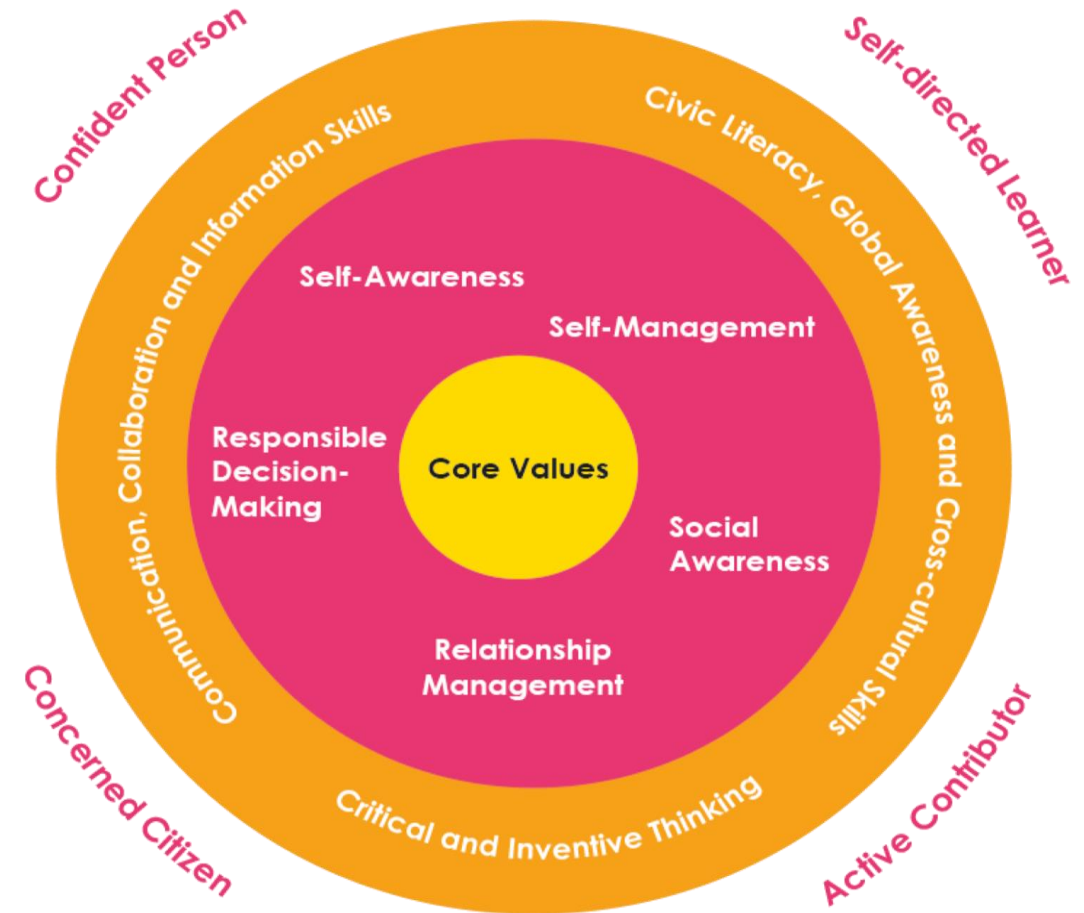 Confident Person
Self-directed Learner
Communication, Collaboration and Information Skills
Civic Literacy, Global Awareness and Cross-cultural Skills
Self-Awareness
Self-Management
Responsible
Decision-
Making
Core Values
Social
Awareness
Relationship
Management
Critical and Inventive Thinking
Concerned Citizen
Active Contributor